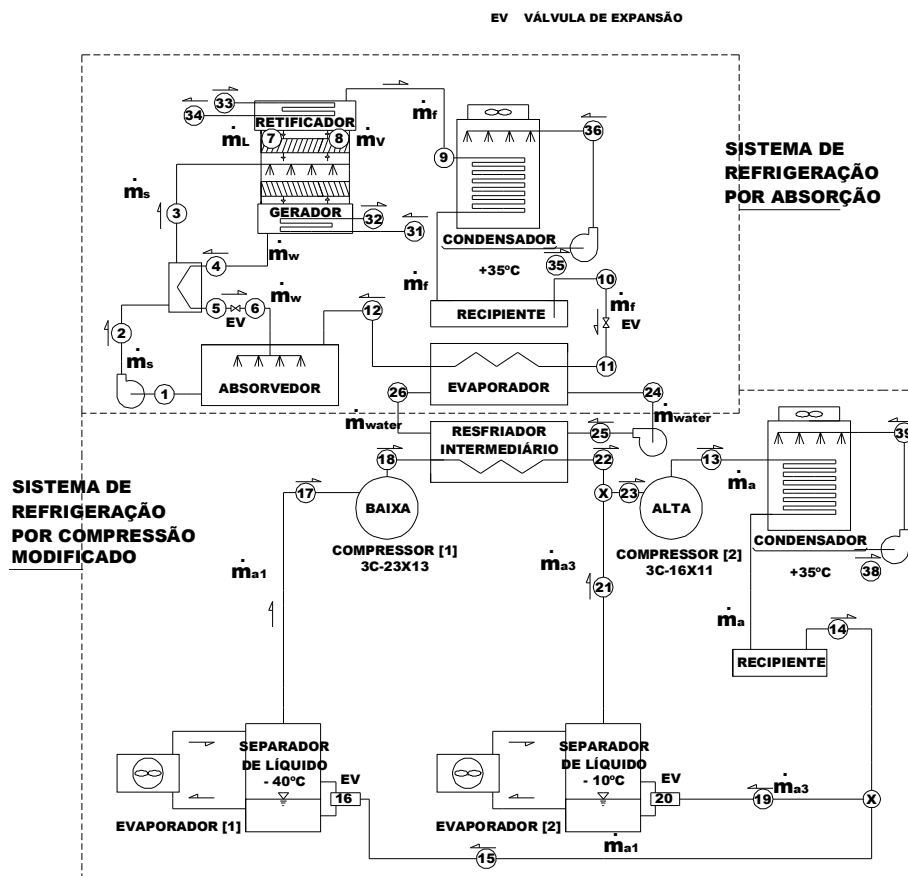 EV VÁLVULA DE EXPANSÃO
33
34
RETIFICADOR
ṁL
7
8
ṁV
ṁf
9
36
SISTEMA DE
REFRIGERAÇÃO
POR ABSORÇÃO
ṁs
3
GERADOR
32
31
CONDENSADOR
+35ºC
35
4
ṁw
5
6
EV
ṁw
12
ṁf
10
ṁf
RECIPIENTE
EV
11
2
ṁs
1
ABSORVEDOR
EVAPORADOR
26
24
ṁwater
ṁwater
25
RESFRIADOR
INTERMEDIÁRIO
18
22
13
39
SISTEMA DE
REFRIGERAÇÃO
POR COMPRESSÃO
MODIFICADO
17
BAIXA
X
23
ALTA
ṁa
COMPRESSOR [1]
3C-23X13
COMPRESSOR [2]
3C-16X11
CONDENSADOR
+35ºC
38
ṁa1
ṁa3
21
ṁa
14
RECIPIENTE
SEPARADOR
DE LÍQUIDO
- 40ºC
EV
16
EVAPORADOR [1]
SEPARADOR
DE LÍQUIDO
- 10ºC
EV
20
EVAPORADOR [2]
ṁa3
19
X
ṁa1
15